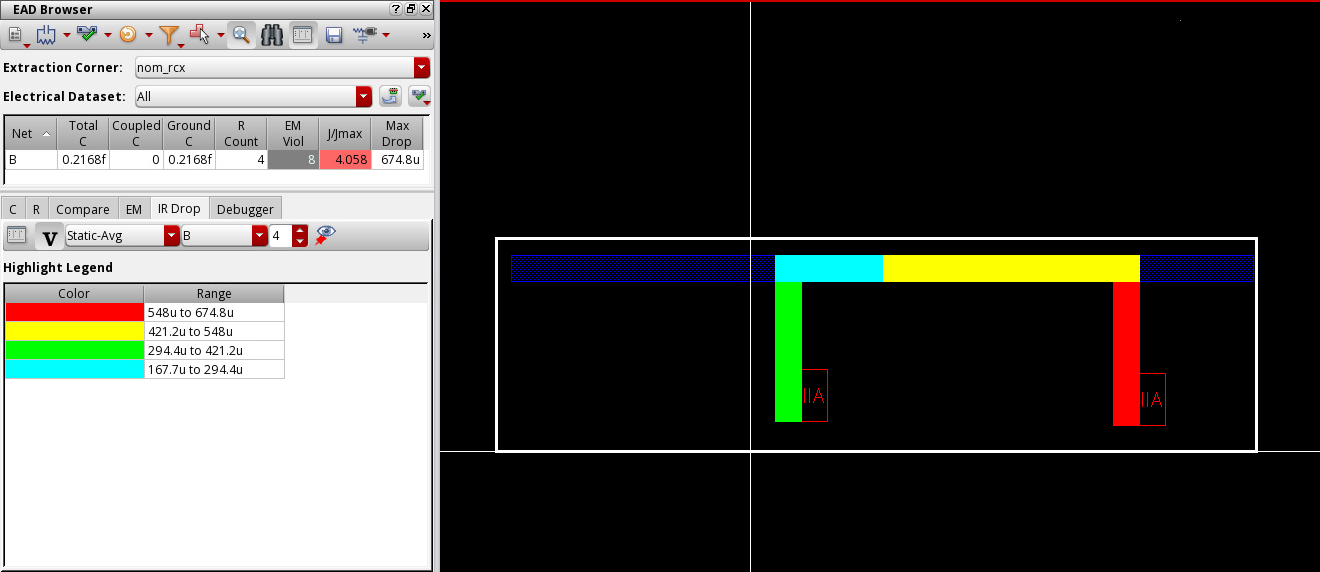 EAD Browser
»
Extraction Corner: nom_rcx
Electrical Dataset: All
Net Total C Coupled C Ground C R Count EM Viol J/Jmax Max Drop
B 0.2168f 0 0.2168f 4 8 4.058 674.8u
C R Compare EM IR Drop Debugger
V Static-Avg B 4
Highlight Legend
Color Range
548u to 674.8u
421.2u to 548u
294.4u to 421.2u
167.7u to 294.4u